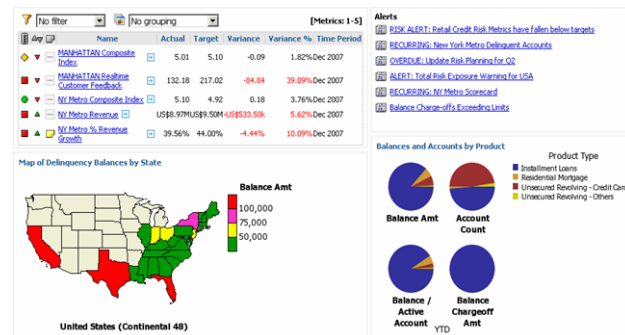 No filter
No grouping
[Metrics: 1-5]
Name Actual Target Variance Variance % Time Period
MANHATTAN Composite Index 5.01 5.10 -0.09 1.82% Dec 2007
MANHATTAN Realtime Customer Feedback 132.18 217.02 -84.84 39.09% Dec 2007
NY Metro Composite Index 5.10 4.92 0.18 3.76% Dec 2007
NY Metro Revenue US$8.97M US$9.50M -US$533.50k 5.62% Dec 2007
NY Metro % Revenue Growth 39.56% 44.00% -4.44% 10.09% Dec 2007
Alerts
RISK ALERT: Retail Credit Risk Metrics have fallen below targets
RECURRING: New York Metro Delinquent Accounts
OVERDUE: Update Risk Planning for Q2
ALERT: Total Risk Exposure Warning for USA
RECURRING: NY Metro Scorecard
Balance Charge-offs Exceeding Limits
Map of Delinquency Balances by State
Balance Amt
100,000
75,000
50,000
United States (Continental 48)
Balances and Accounts by Product
Product Type
Installment Loans
Residential Mortgage
Unsecured Revolving - Credit Car
Unsecured Revolving - Others
Balance Amt
Account
Count
Balance /
Active
Account
Balance
Chargeoff
Amt
YTD